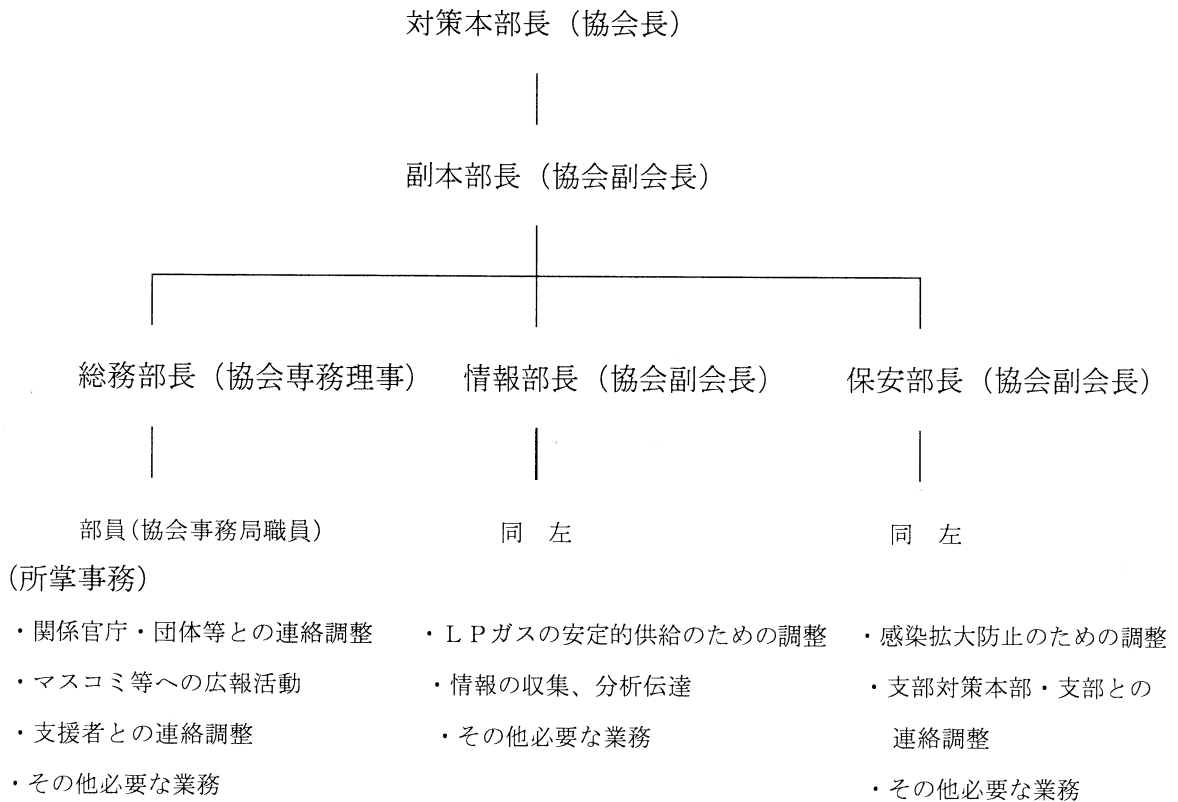 対策本部長（協会長）
副本部長（協会副会長）
総務部長（協会専務理事）
情報部長（協会副会長）
保安部長（協会副会長）
部員(協会事務局職員)
同　左
同　左
(所掌事務)
・関係官庁・団体等との連絡調整
・マスコミ等への広報活動
・支援者との連絡調整
・その他必要な業務
・ＬＰガスの安定的供給のための調整
・情報の収集、分析伝達
・その他必要な業務
・感染拡大防止のための調整
・支部対策本部・支部との
連絡調整
・その他必要な業務